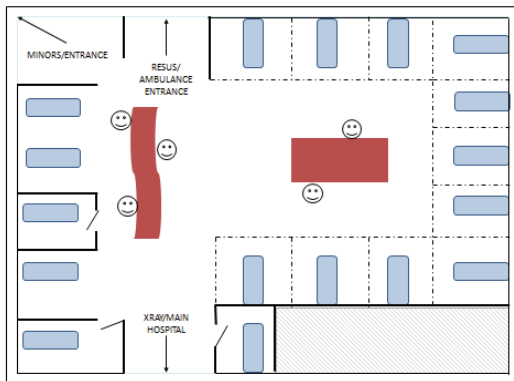 MINORS/ENTRANCE
RESUS/
AMBULANCE
ENTRANCE
XRAY/MAIN
HOSPITAL